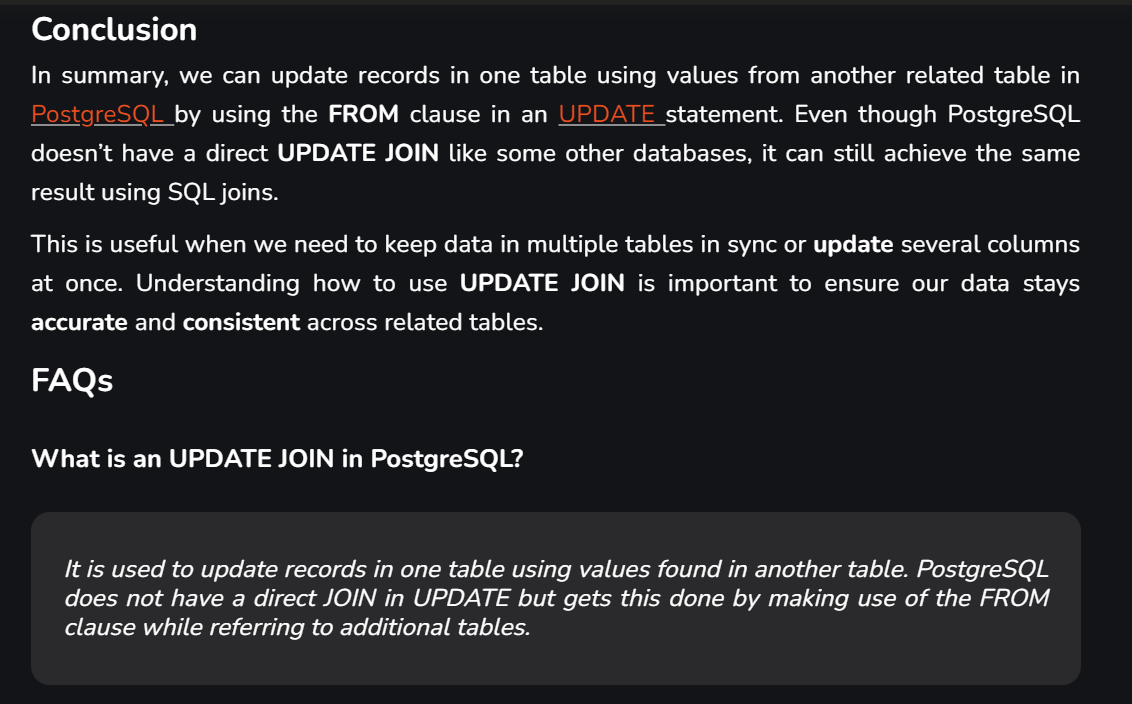 Conclusion
In summary, we can update records in one table using values from another related table in
PostgreSQL by using the FROM clause in an UPDATE statement. Even though PostgreSQL
doesn’t have a direct UPDATE JOIN like some other databases, it can still achieve the same
result using SQL joins.
This is useful when we need to keep data in multiple tables in sync or update several columns
at once. Understanding how to use UPDATE JOIN is important to ensure our data stays
accurate and consistent across related tables.
FAQs
What is an UPDATE JOIN in PostgreSQL?
It is used to update records in one table using values found in another table. PostgreSQL
does not have a direct JOIN in UPDATE but gets this done by making use of the FROM
clause while referring to additional tables.